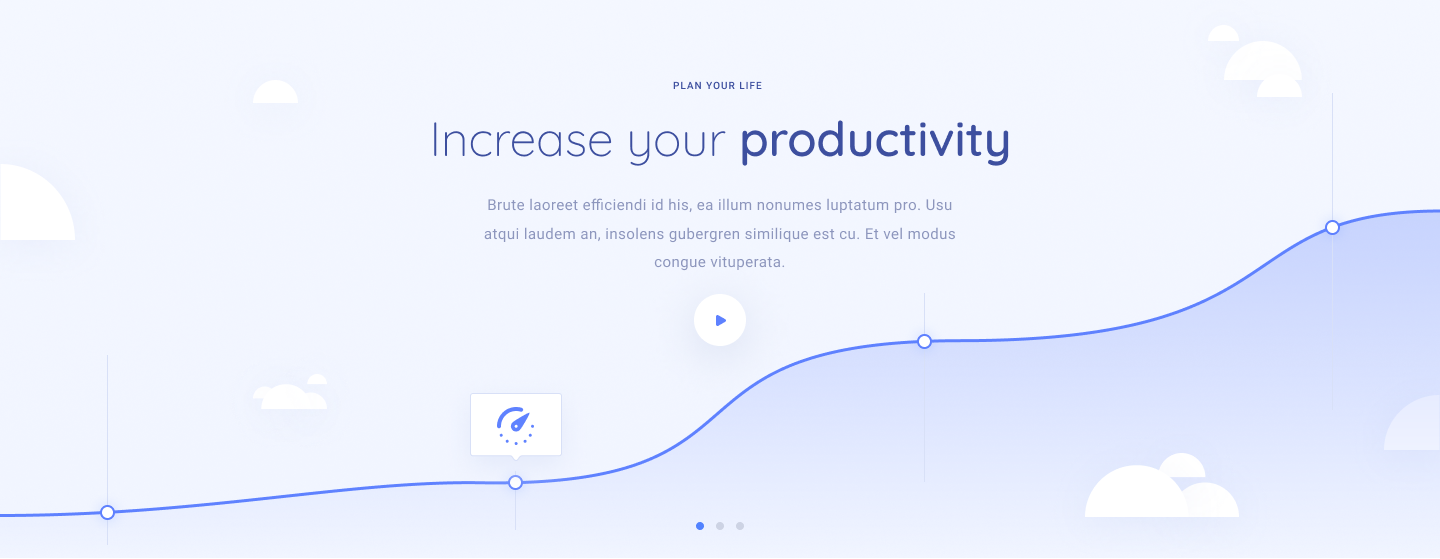 PLAN YOUR LIFE
Increase your productivity
Brute laoreet efficiendi id his, ea illum nonumes luptatum pro. Usu
atqui laudem an, insolens gubergren similique est cu. Et vel modus
congue vituperata.